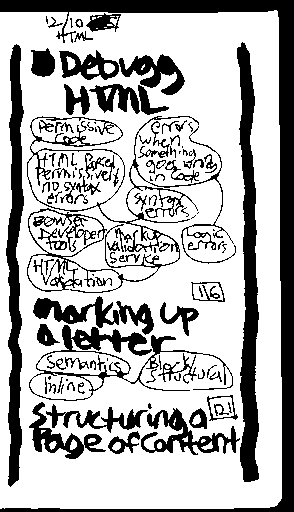 12/10
HTML
Debugg
HTML
Permissive
code
Errors
when
something
goes wrong
in code
HTML Parsed
Permissively
no syntax
errors
Syntax
errors
Browser
Developer
tools
Markup
Validation
Service
Logic
errors
HTML
Validation
116
Marking up
a letter
Semantics
Block/
Structural
Inline
Structuring a
Page of Content